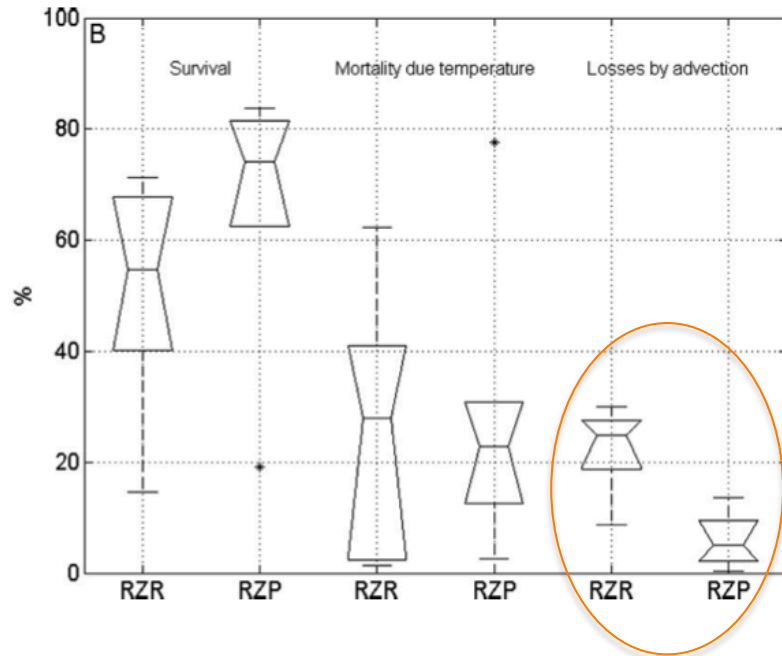 100
B
Survival
Mortality due temperature
Losses by advection
80
60
%
40
20
0
RZR
RZP
RZR
RZP
RZR
RZP